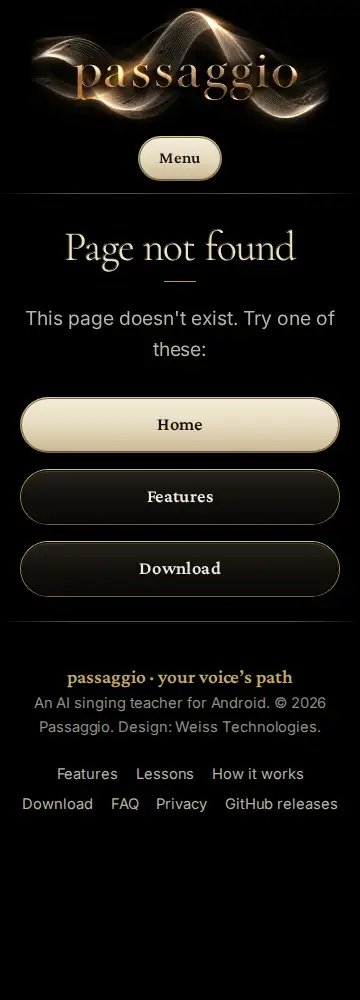 passaggio
Menu
Page not found
This page doesn't exist. Try one of
these:
Home
Features
Download
passaggio · your voice’s path
An AI singing teacher for Android. © 2026
Passaggio. Design: Weiss Technologies.
Features Lessons How it works
Download FAQ Privacy GitHub releases